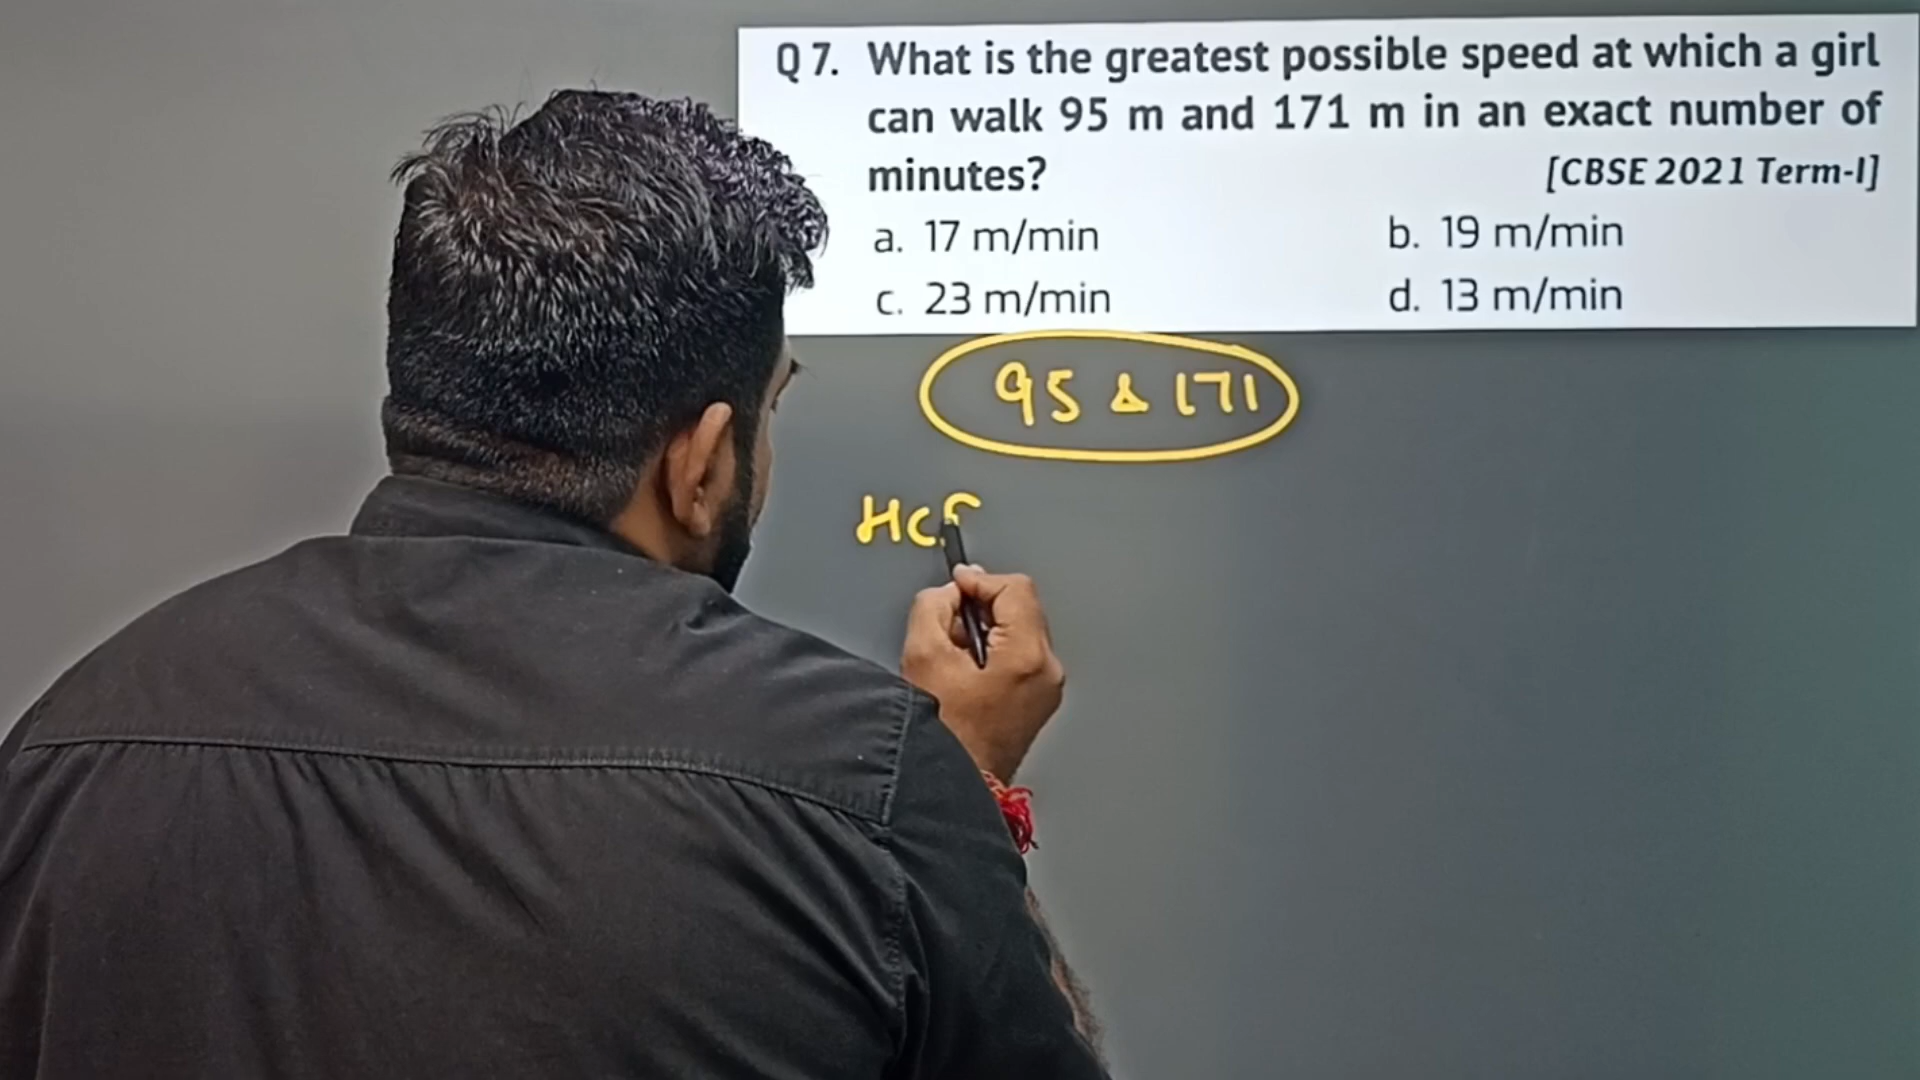 Q 7. What is the greatest possible speed at which a girl
can walk 95 m and 171 m in an exact number of
minutes? [CBSE 2021 Term-I]
a. 17 m/min b. 19 m/min
c. 23 m/min d. 13 m/min
95 & 171
HCF